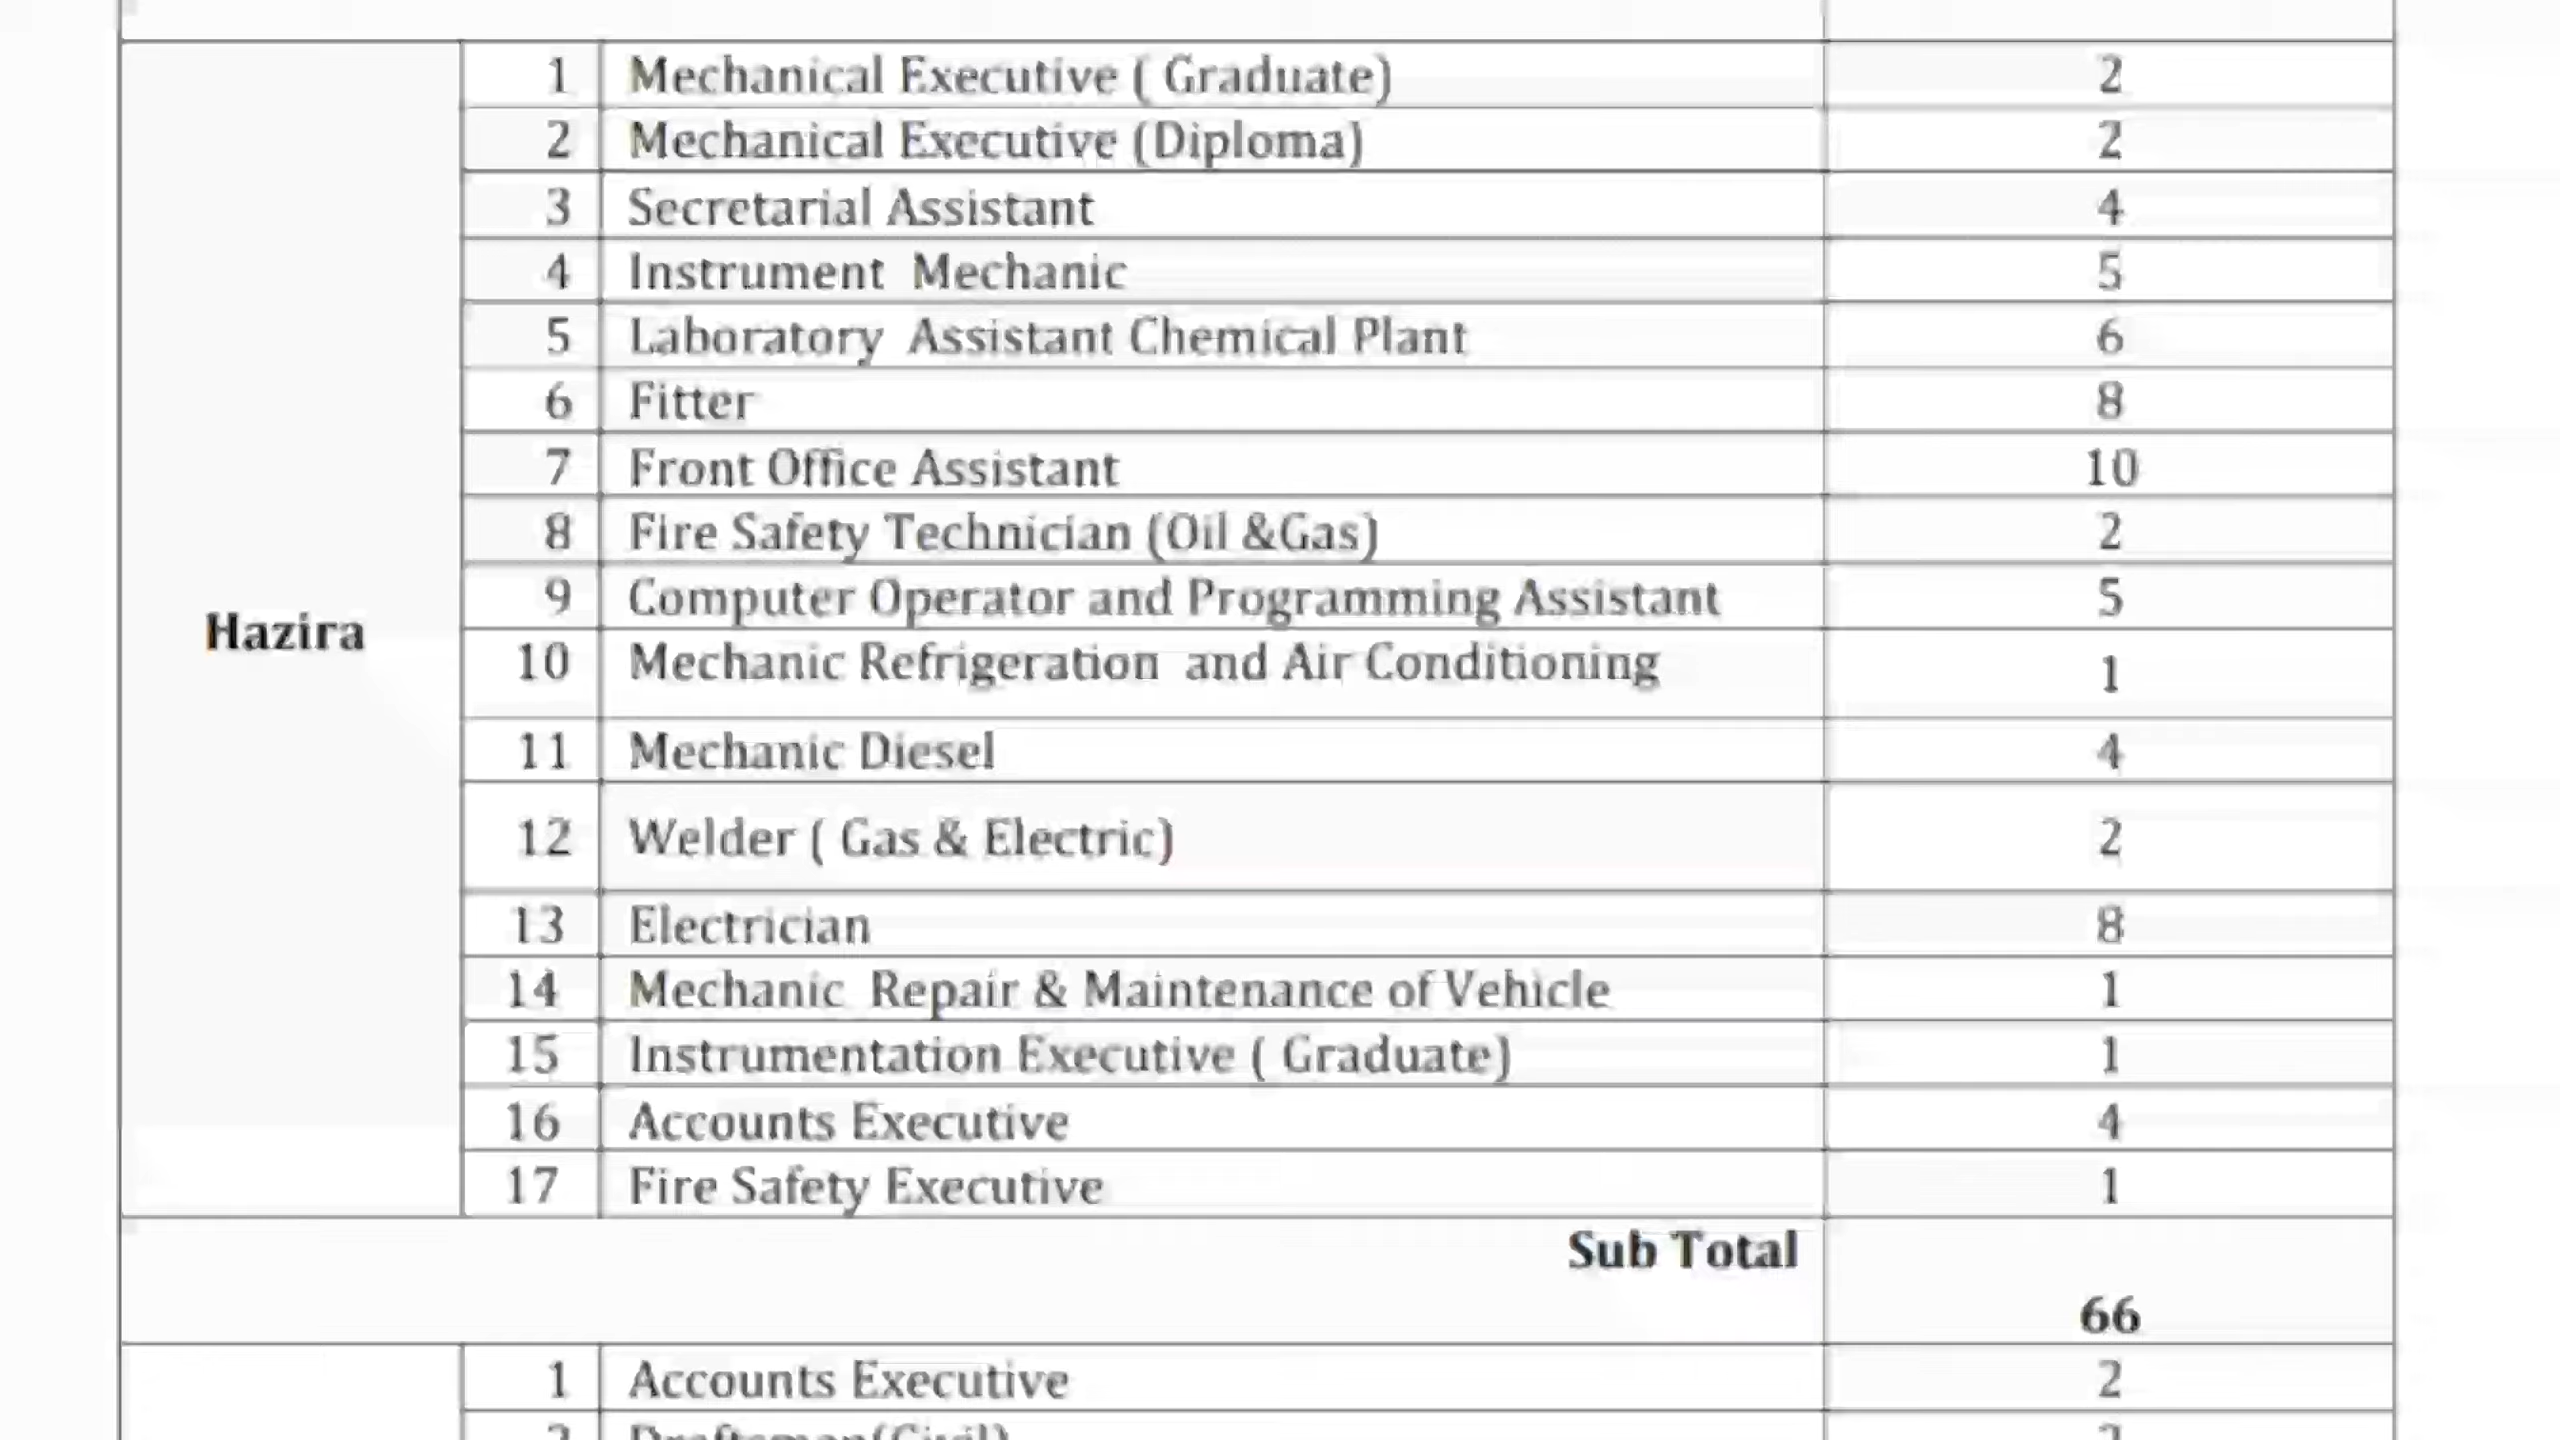 1 Mechanical Executive ( Graduate) 2
2 Mechanical Executive (Diploma) 2
3 Secretarial Assistant 4
4 Instrument Mechanic 5
5 Laboratory Assistant Chemical Plant 6
6 Fitter 8
7 Front Office Assistant 10
8 Fire Safety Technician (Oil &Gas) 2
9 Computer Operator and Programming Assistant 5
Hazira
10 Mechanic Refrigeration and Air Conditioning 1
11 Mechanic Diesel 4
12 Welder ( Gas & Electric) 2
13 Electrician 8
14 Mechanic Repair & Maintenance of Vehicle 1
15 Instrumentation Executive ( Graduate) 1
16 Accounts Executive 4
17 Fire Safety Executive 1
Sub Total
66
1 Accounts Executive 2
Draftsman(Civil)